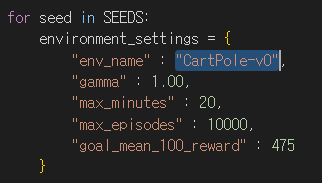 for seed in SEEDS:
    environment_settings = {
        "env_name" : "CartPole-v0",
        "gamma" : 1.00,
        "max_minutes" : 20,
        "max_episodes" : 10000,
        "goal_mean_100_reward" : 475
    }